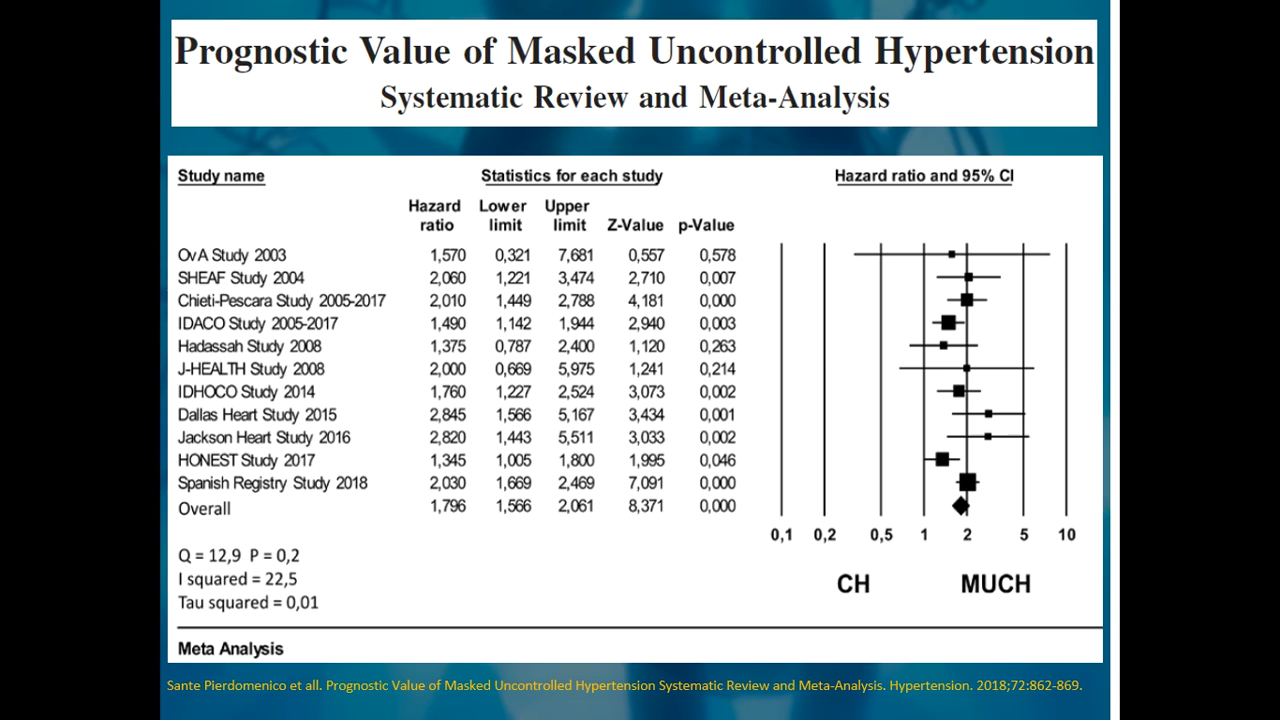 Prognostic Value of Masked Uncontrolled Hypertension
Systematic Review and Meta-Analysis
Study name Statistics for each study Hazard ratio and 95% CI
Hazard ratio Lower limit Upper limit Z-Value p-Value
OvA Study 2003 1,570 0,321 7,681 0,557 0,578
SHEAF Study 2004 2,060 1,221 3,474 2,710 0,007
Chieti-Pescara Study 2005-2017 2,010 1,449 2,788 4,181 0,000
IDACO Study 2005-2017 1,490 1,142 1,944 2,940 0,003
Hadassah Study 2008 1,375 0,787 2,400 1,120 0,263
J-HEALTH Study 2008 2,000 0,669 5,975 1,241 0,214
IDHOCO Study 2014 1,760 1,227 2,524 3,073 0,002
Dallas Heart Study 2015 2,845 1,566 5,167 3,434 0,001
Jackson Heart Study 2016 2,820 1,443 5,511 3,033 0,002
HONEST Study 2017 1,345 1,005 1,800 1,995 0,046
Spanish Registry Study 2018 2,030 1,669 2,469 7,091 0,000
Overall 1,796 1,566 2,061 8,371 0,000
0,1 0,2 0,5 1 2 5 10
Q = 12,9 P = 0,2
I squared = 22,5
Tau squared = 0,01
CH MUCH
Meta Analysis
Sante Pierdomenico et all. Prognostic Value of Masked Uncontrolled Hypertension Systematic Review and Meta-Analysis. Hypertension. 2018;72:862-869.